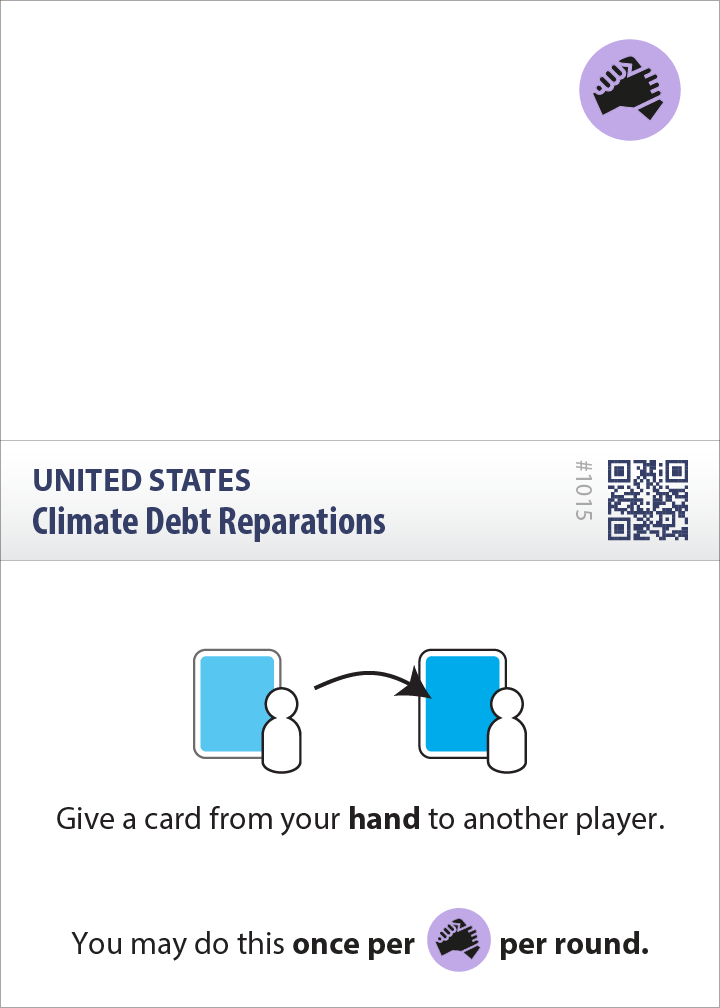 UNITED STATES
Climate Debt Reparations
#1015
Give a card from your hand to another player.
You may do this once per per round.